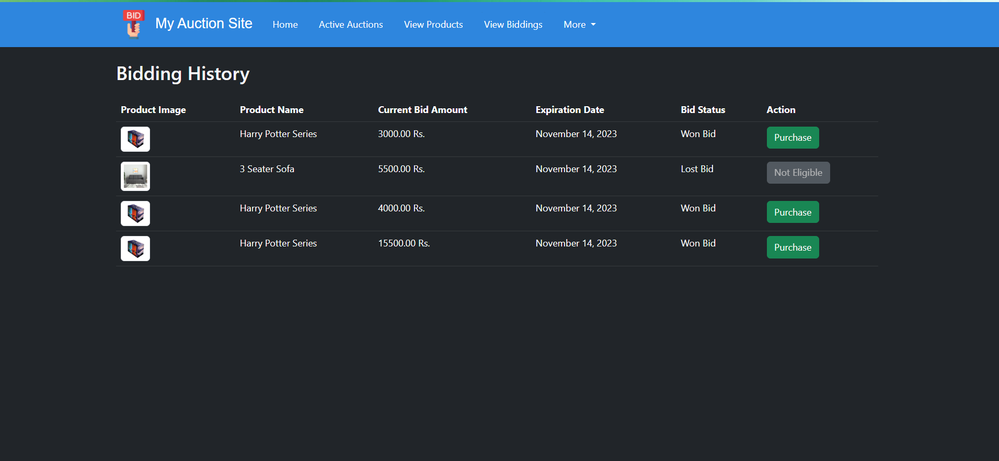 BID
My Auction Site Home Active Auctions View Products View Biddings More
Bidding History
Product Image Product Name Current Bid Amount Expiration Date Bid Status Action
Harry Potter Series 3000.00 Rs. November 14, 2023 Won Bid Purchase
3 Seater Sofa 5500.00 Rs. November 14, 2023 Lost Bid Not Eligible
Harry Potter Series 4000.00 Rs. November 14, 2023 Won Bid Purchase
Harry Potter Series 15500.00 Rs. November 14, 2023 Won Bid Purchase